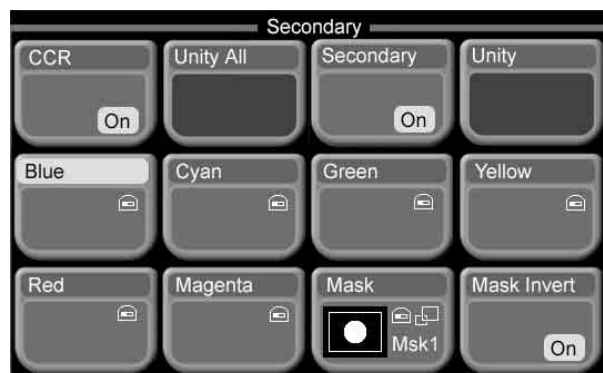 Secondary
CCR
Unity All
Secondary
Unity
On
On
Blue
Cyan
Green
Yellow
Red
Magenta
Mask
Mask Invert
Msk1
On